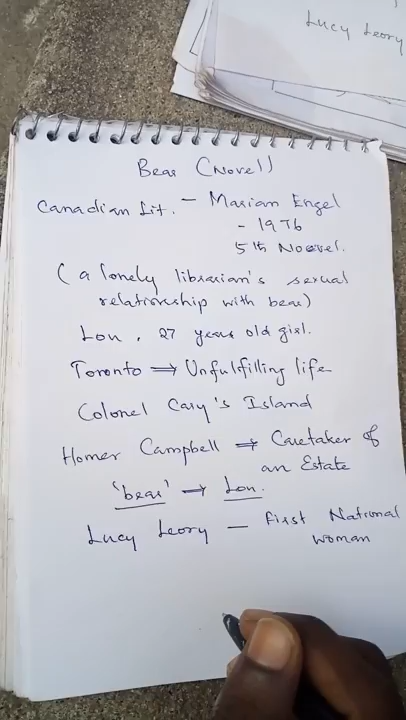 Lucy Leory
Bear (Novel)
Canadian Lit. - Marian Engel
- 1976
5th Noovel.
(a lonely librarian's sexual
relationship with bear)
Lou, 27 years old girl.
Toronto ⇒ Unfulfilling life
Colonel Cary's Island
Homer Campbell ⇒ Caretaker of
an Estate
'bear' → Lou.
Lucy Leory — First National
woman